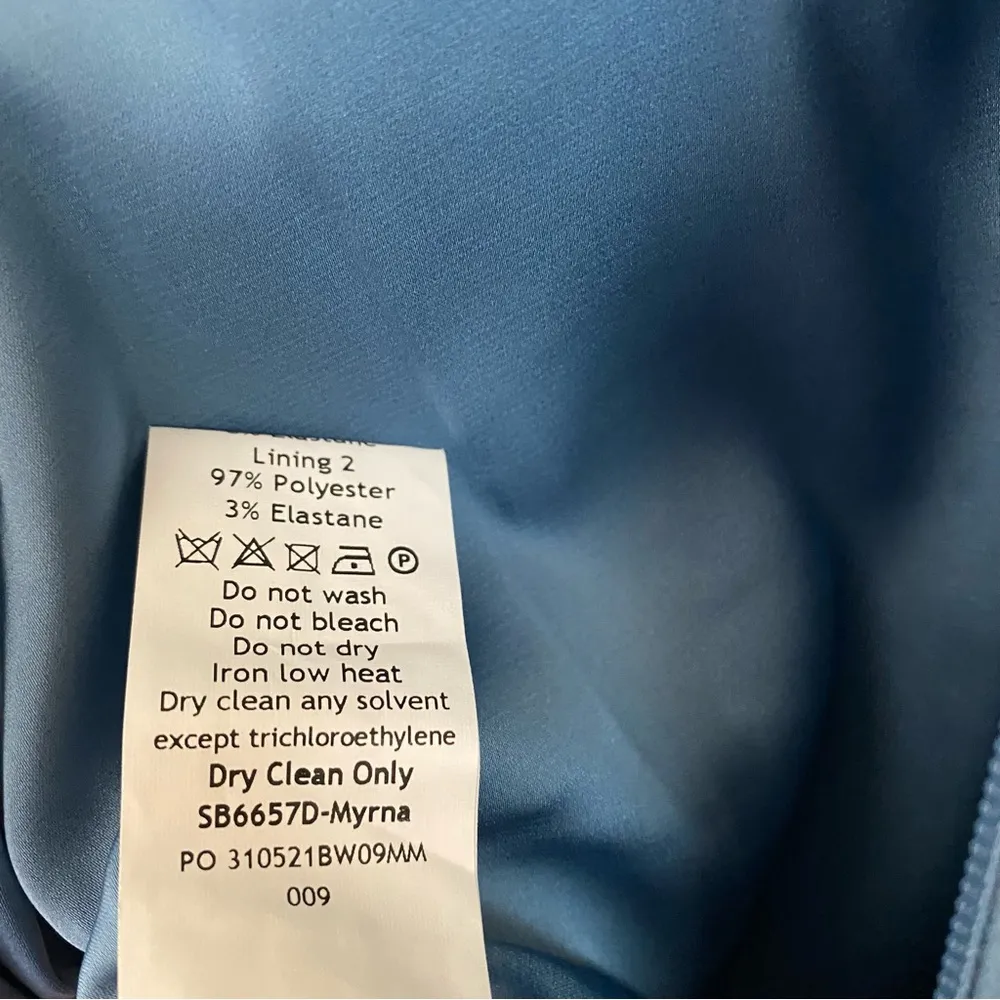 Lining 2
97% Polyester
3% Elastane
P
Do not wash
Do not bleach
Do not dry
Iron low heat
Dry clean any solvent
except trichloroethylene
Dry Clean Only
SB6657D-Myrna
PO 310521BW09MM
009